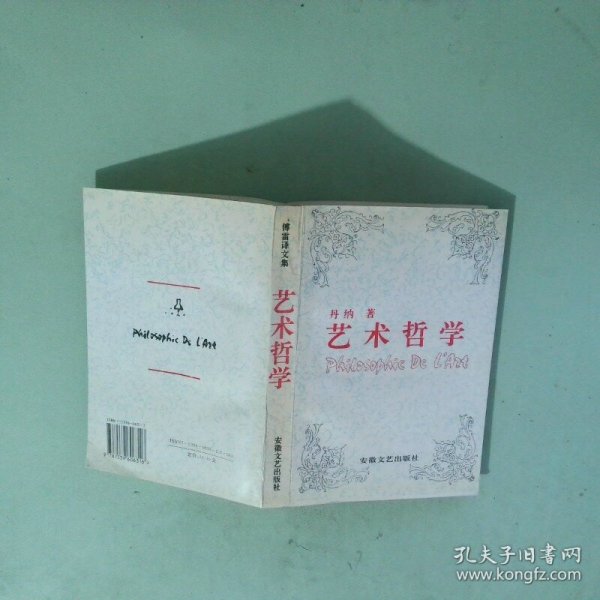 丹纳 著
艺术哲学
Philosophie De L'Art
安徽文艺出版社
傅雷译文集
艺术哲学
安徽文艺出版社
Philosophie De L'Art
孔夫子旧书网
www.kongfz.com